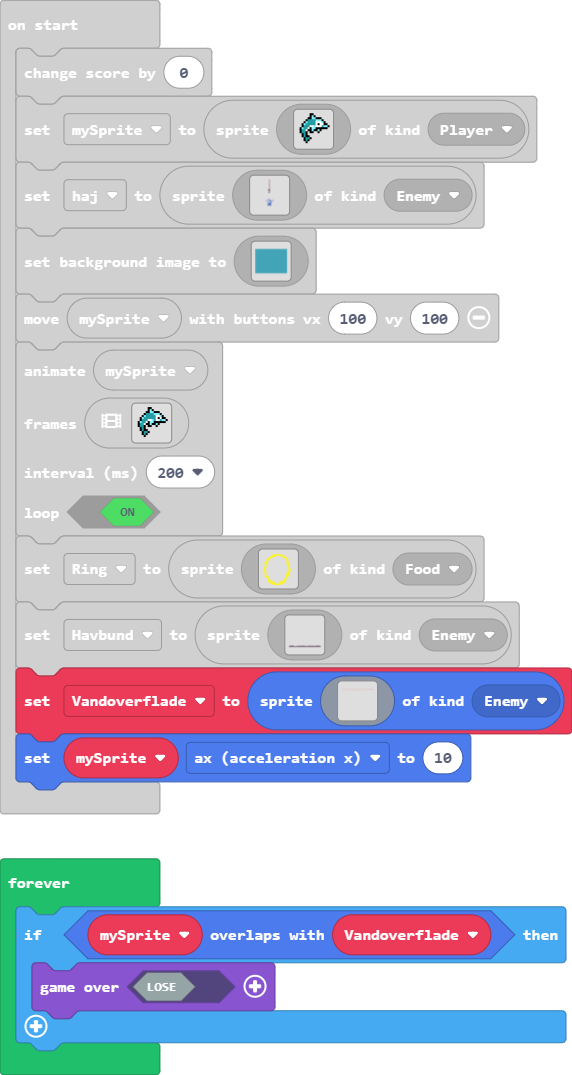 on start
change score by 0
set mySprite to sprite of kind Player
set haj to sprite of kind Enemy
set background image to
move mySprite with buttons vx 100 vy 100
animate mySprite
frames
interval (ms) 200
loop ON
set Ring to sprite of kind Food
set Havbund to sprite of kind Enemy
set Vandoverflade to sprite of kind Enemy
set mySprite ax (acceleration x) to 10
forever
if mySprite overlaps with Vandoverflade then
game over LOSE